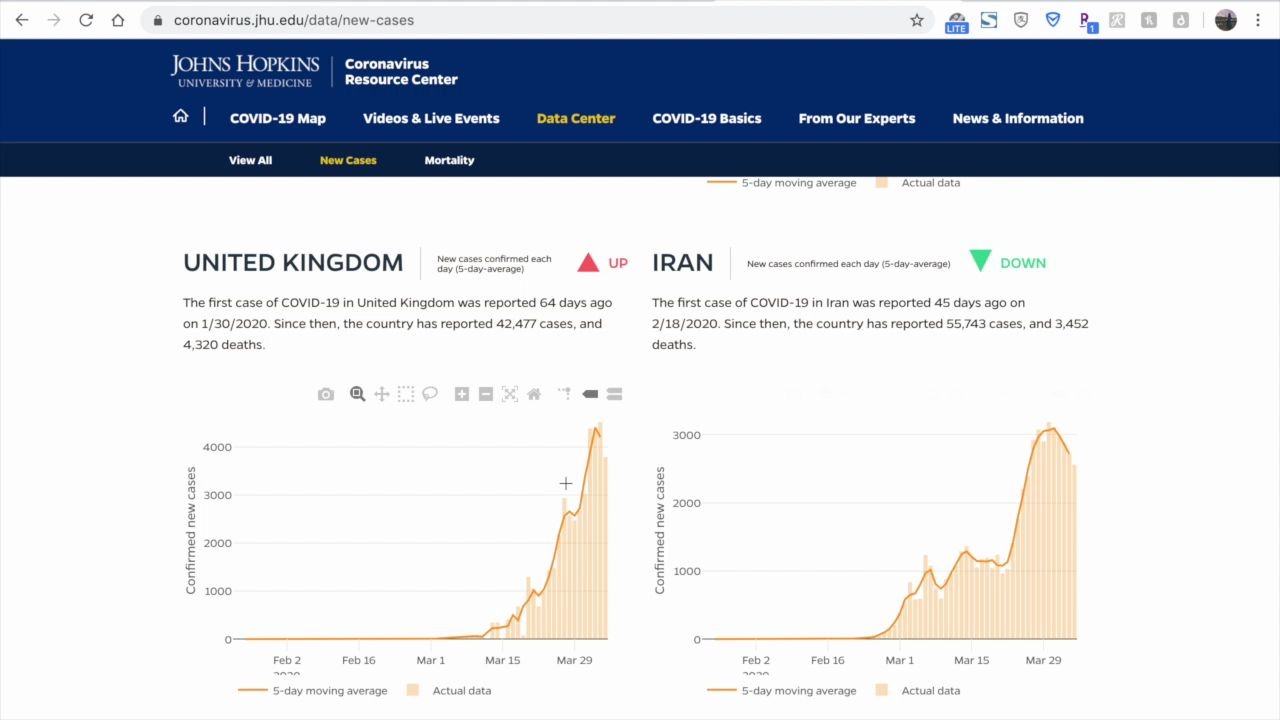 coronavirus.jhu.edu/data/new-cases
LITE
1
JOHNS HOPKINS
UNIVERSITY & MEDICINE
Coronavirus
Resource Center
COVID-19 Map
Videos & Live Events
Data Center
COVID-19 Basics
From Our Experts
News & Information
View All
New Cases
Mortality
5-day moving average
Actual data
UNITED KINGDOM
New cases confirmed each
day (5-day-average)
UP
The first case of COVID-19 in United Kingdom was reported 64 days ago
on 1/30/2020. Since then, the country has reported 42,477 cases, and
4,320 deaths.
Confirmed new cases
4000
3000
2000
1000
0
Feb 2
2020
Feb 16
Mar 1
Mar 15
Mar 29
5-day moving average
Actual data
IRAN
New cases confirmed each day (5-day-average)
DOWN
The first case of COVID-19 in Iran was reported 45 days ago on
2/18/2020. Since then, the country has reported 55,743 cases, and 3,452
deaths.
Confirmed new cases
3000
2000
1000
0
Feb 2
2020
Feb 16
Mar 1
Mar 15
Mar 29
5-day moving average
Actual data